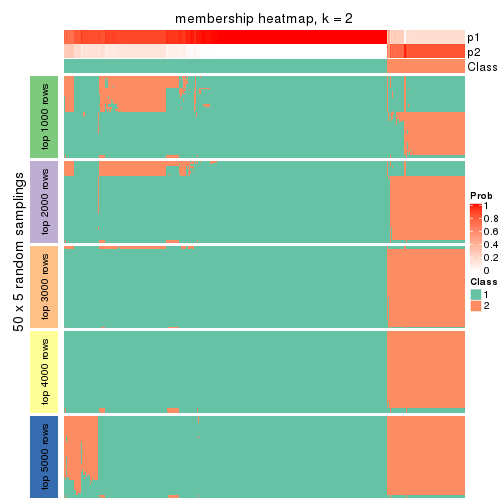 membership heatmap, k = 2
p1
p2
Class
50 x 5 random samplings
top 1000 rows
top 2000 rows
top 3000 rows
top 4000 rows
top 5000 rows
Prob
1
0.8
0.6
0.4
0.2
0
Class
1
2